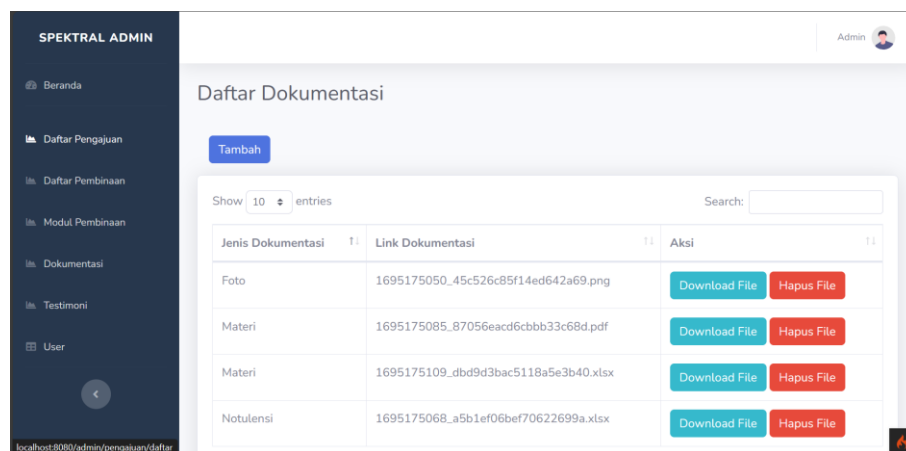 SPEKTRAL ADMIN
Admin
Beranda
Daftar Pengajuan
Daftar Pembinaan
Modul Pembinaan
Dokumentasi
Testimoni
User
localhost:8080/admin/pengajuan/daftar
Daftar Dokumentasi
Tambah
Show 10 entries
Search:
Jenis Dokumentasi Link Dokumentasi Aksi
Foto 1695175050_45c526c85f14ed642a69.png Download File Hapus File
Materi 1695175085_87056eacd6cbbb33c68d.pdf Download File Hapus File
Materi 1695175109_dbd9d3bac5118a5e3b40.xlsx Download File Hapus File
Notulensi 1695175068_a5b1ef06bef70622699a.xlsx Download File Hapus File